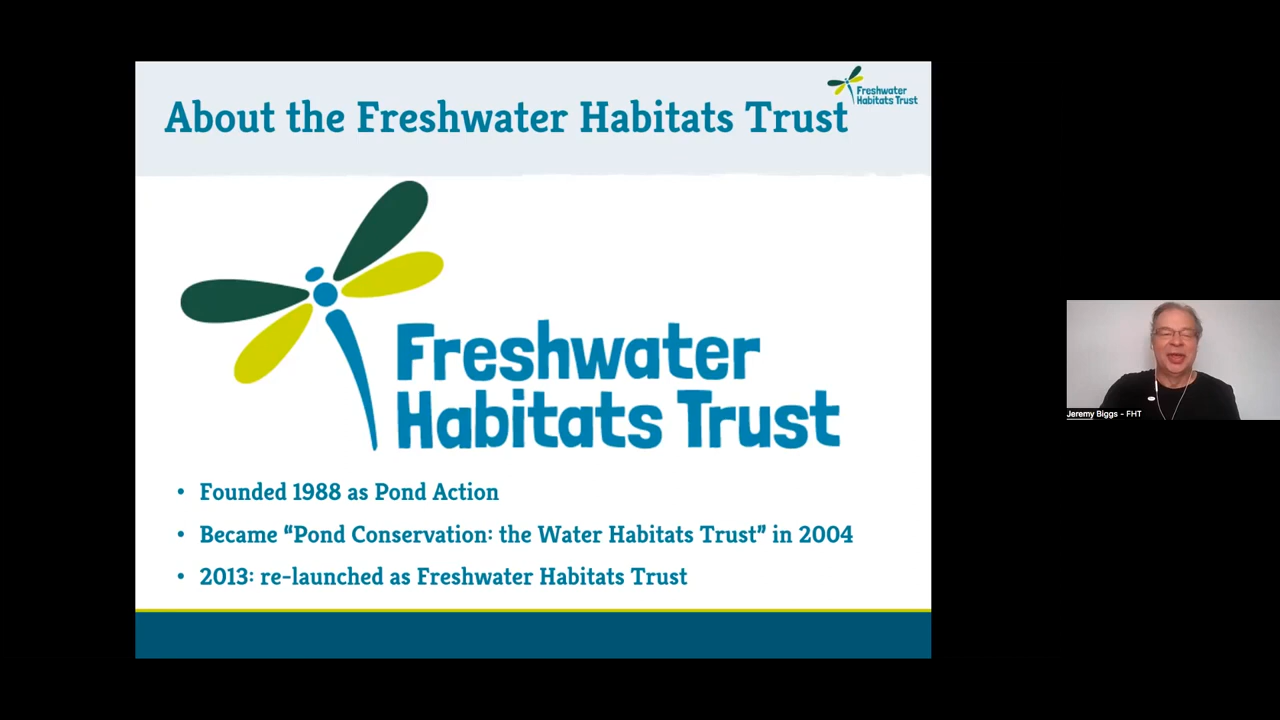 About the Freshwater Habitats Trust
Freshwater
Habitats Trust
Freshwater
Habitats Trust
• Founded 1988 as Pond Action
• Became “Pond Conservation: the Water Habitats Trust” in 2004
• 2013: re-launched as Freshwater Habitats Trust
Jeremy Biggs - FHT